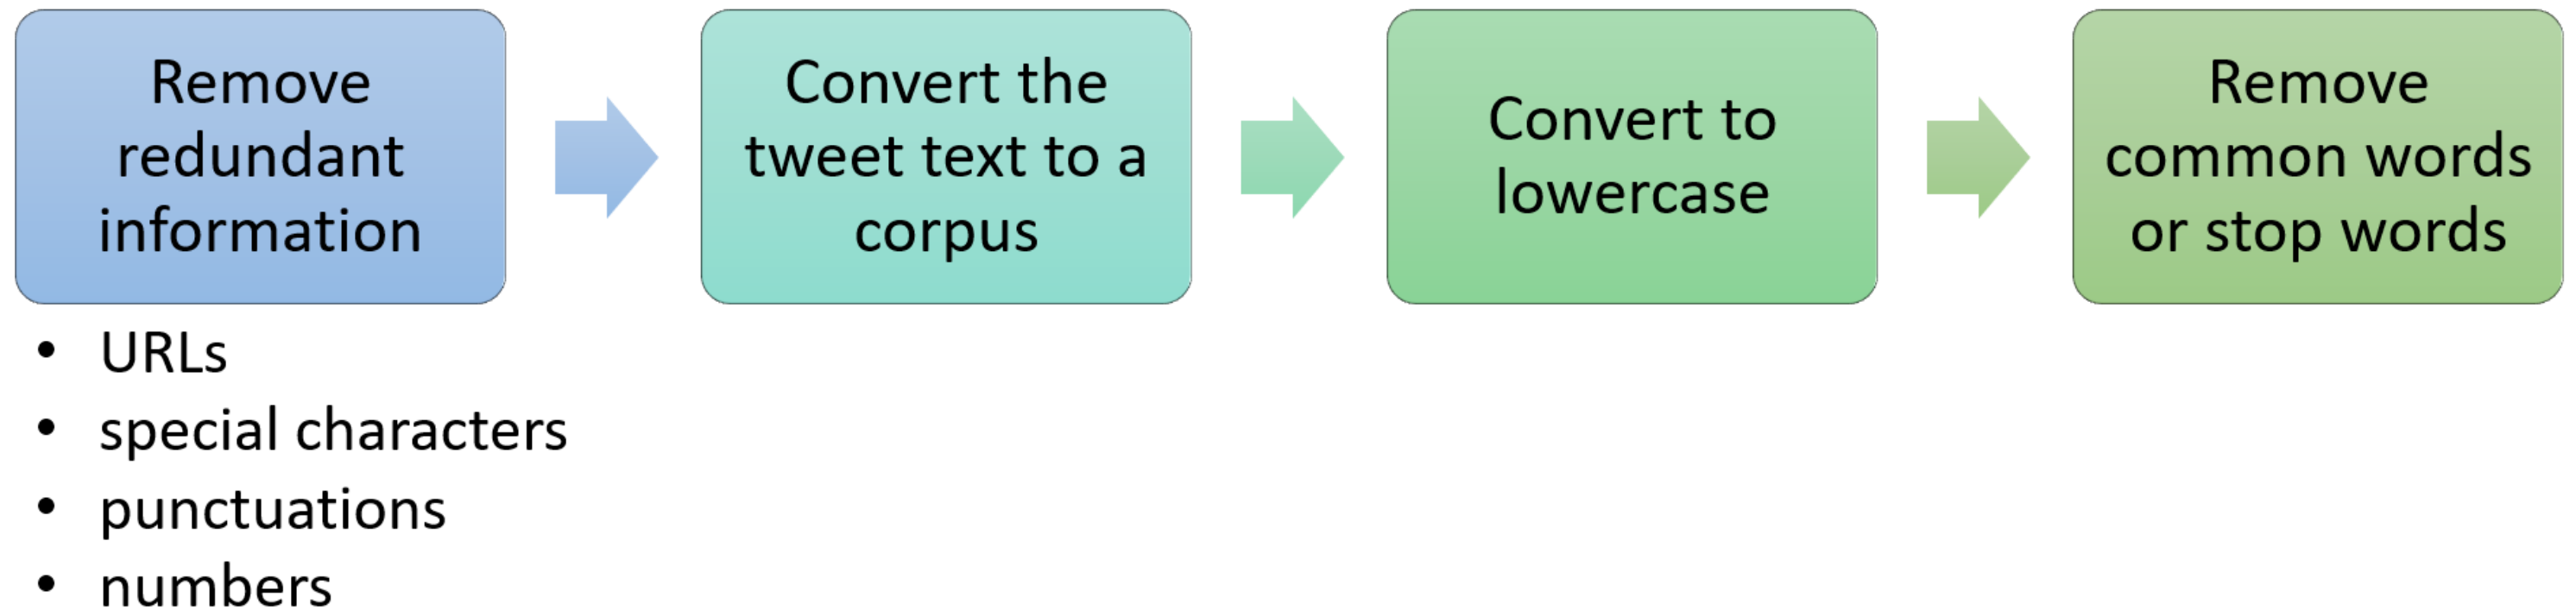 Remove
redundant
information
Convert the
tweet text to a
corpus
Convert to
lowercase
Remove
common words
or stop words
• URLs
• special characters
• punctuations
• numbers